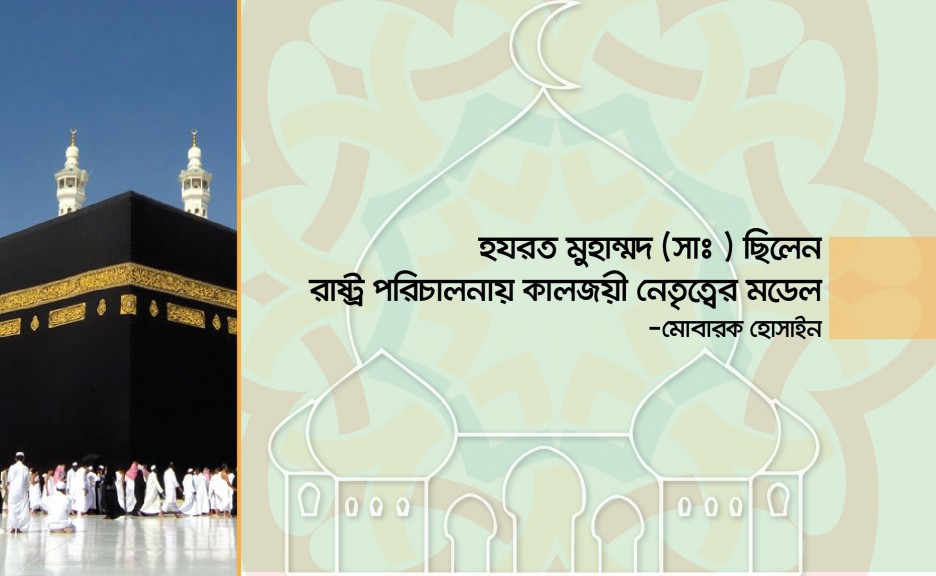 হযরত মুহাম্মদ (সাঃ ) ছিলেন
রাষ্ট্র পরিচালনায় কালজয়ী নেতৃত্বের মডেল
-মোবারক হোসাইন